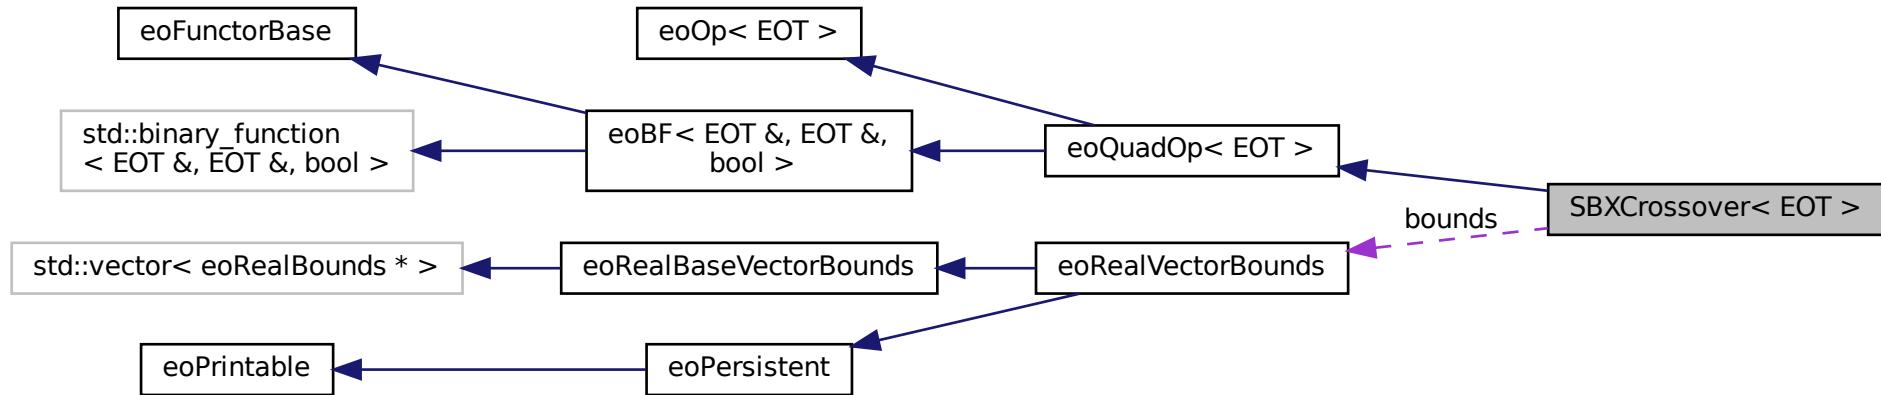 eoFunctorBase
eoOp< EOT >
std::binary_function
< EOT &, EOT &, bool >
eoBF< EOT &, EOT &,
bool >
eoQuadOp< EOT >
SBXCrossover< EOT >
bounds
std::vector< eoRealBounds * >
eoRealBaseVectorBounds
eoRealVectorBounds
eoPrintable
eoPersistent